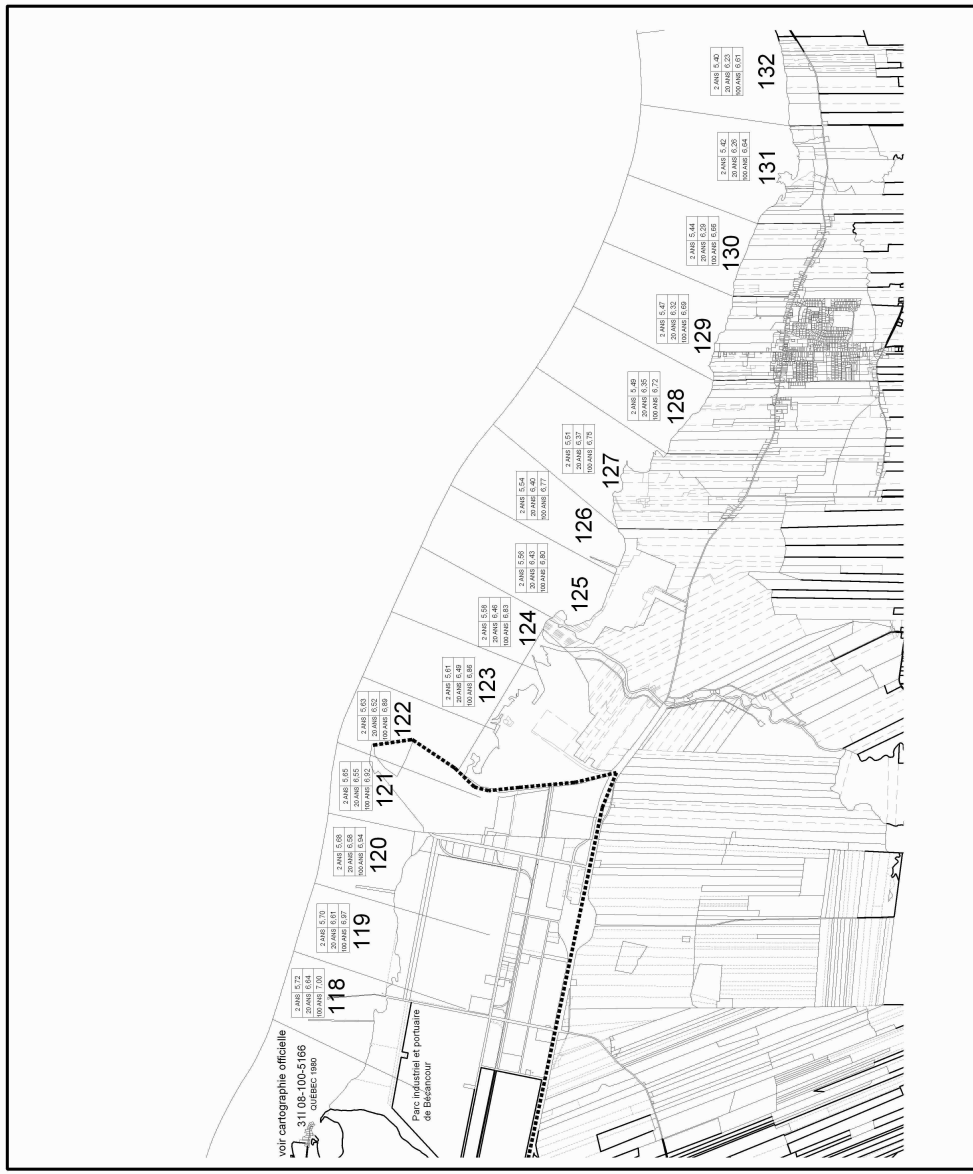 voir cartographie officielle
31I 08-100-5166
QUÉBEC 1980
Parc industriel et portuaire
de Bécancour
2 ANS 5,72
20 ANS 6,64
100 ANS 7,00
118
2 ANS 5,70
20 ANS 6,61
100 ANS 6,97
119
2 ANS 5,68
20 ANS 6,58
100 ANS 6,94
120
2 ANS 5,65
20 ANS 6,55
100 ANS 6,92
121
2 ANS 5,63
20 ANS 6,52
100 ANS 6,89
122
2 ANS 5,61
20 ANS 6,49
100 ANS 6,86
123
2 ANS 5,58
20 ANS 6,46
100 ANS 6,83
124
2 ANS 5,56
20 ANS 6,43
100 ANS 6,80
125
2 ANS 5,54
20 ANS 6,40
100 ANS 6,77
126
2 ANS 5,51
20 ANS 6,37
100 ANS 6,75
127
2 ANS 5,49
20 ANS 6,35
100 ANS 6,72
128
2 ANS 5,47
20 ANS 6,32
100 ANS 6,69
129
2 ANS 5,44
20 ANS 6,29
100 ANS 6,66
130
2 ANS 5,42
20 ANS 6,26
100 ANS 6,64
131
2 ANS 5,40
20 ANS 6,23
100 ANS 6,61
132